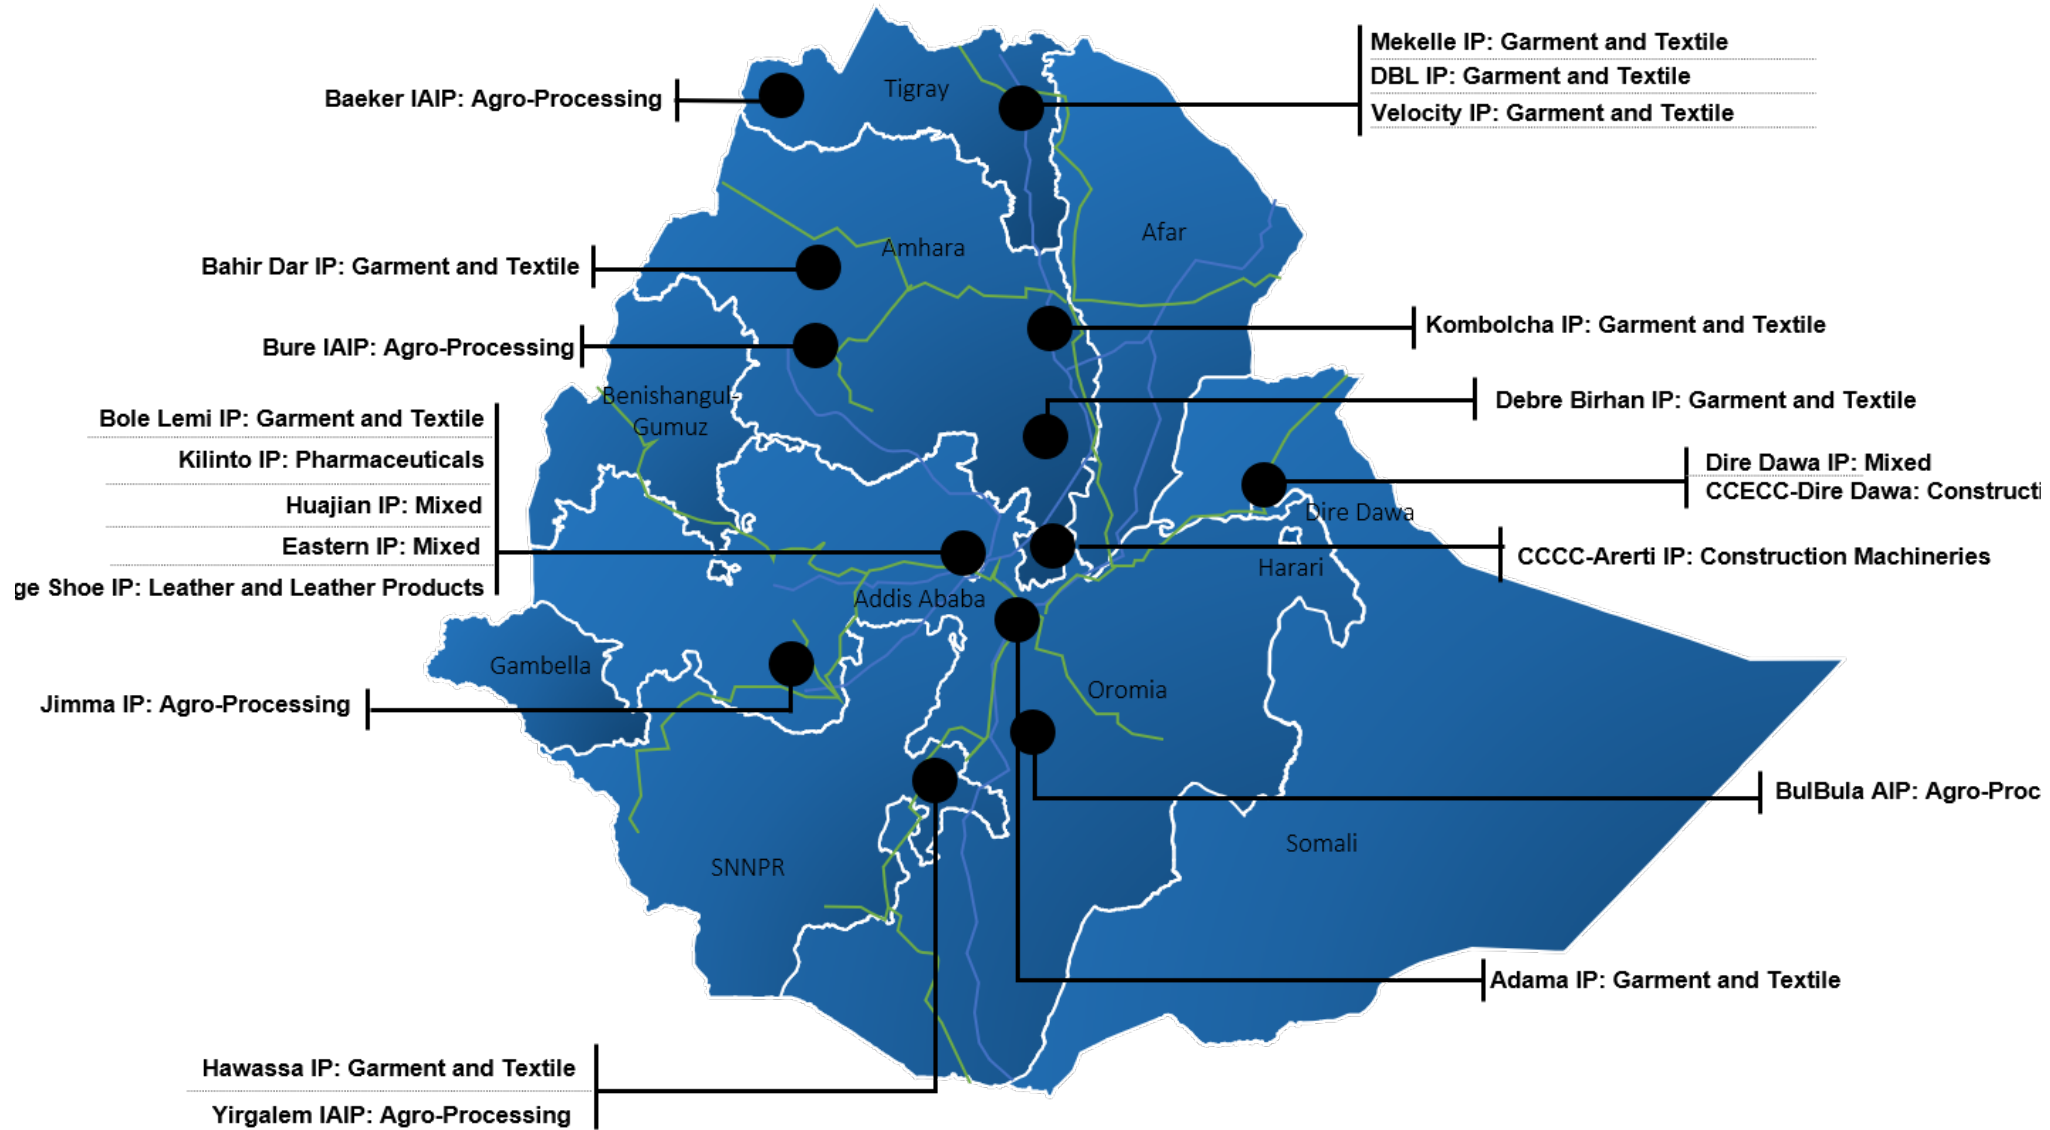 Mekelle IP: Garment and Textile
DBL IP: Garment and Textile
Velocity IP: Garment and Textile
Baeker IAIP: Agro-Processing
Tigray
Afar
Amhara
Bahir Dar IP: Garment and Textile
Kombolcha IP: Garment and Textile
Bure IAIP: Agro-Processing
Benishangul-
Gumuz
Debre Birhan IP: Garment and Textile
Bole Lemi IP: Garment and Textile
Kilinto IP: Pharmaceuticals
Huajian IP: Mixed
Eastern IP: Mixed
ge Shoe IP: Leather and Leather Products
Dire Dawa IP: Mixed
CCECC-Dire Dawa: Constructi
Dire Dawa
CCCC-Arerti IP: Construction Machineries
Harari
Addis Ababa
Gambella
Oromia
Jimma IP: Agro-Processing
BulBula AIP: Agro-Proc
Somali
SNNPR
Adama IP: Garment and Textile
Hawassa IP: Garment and Textile
Yirgalem IAIP: Agro-Processing